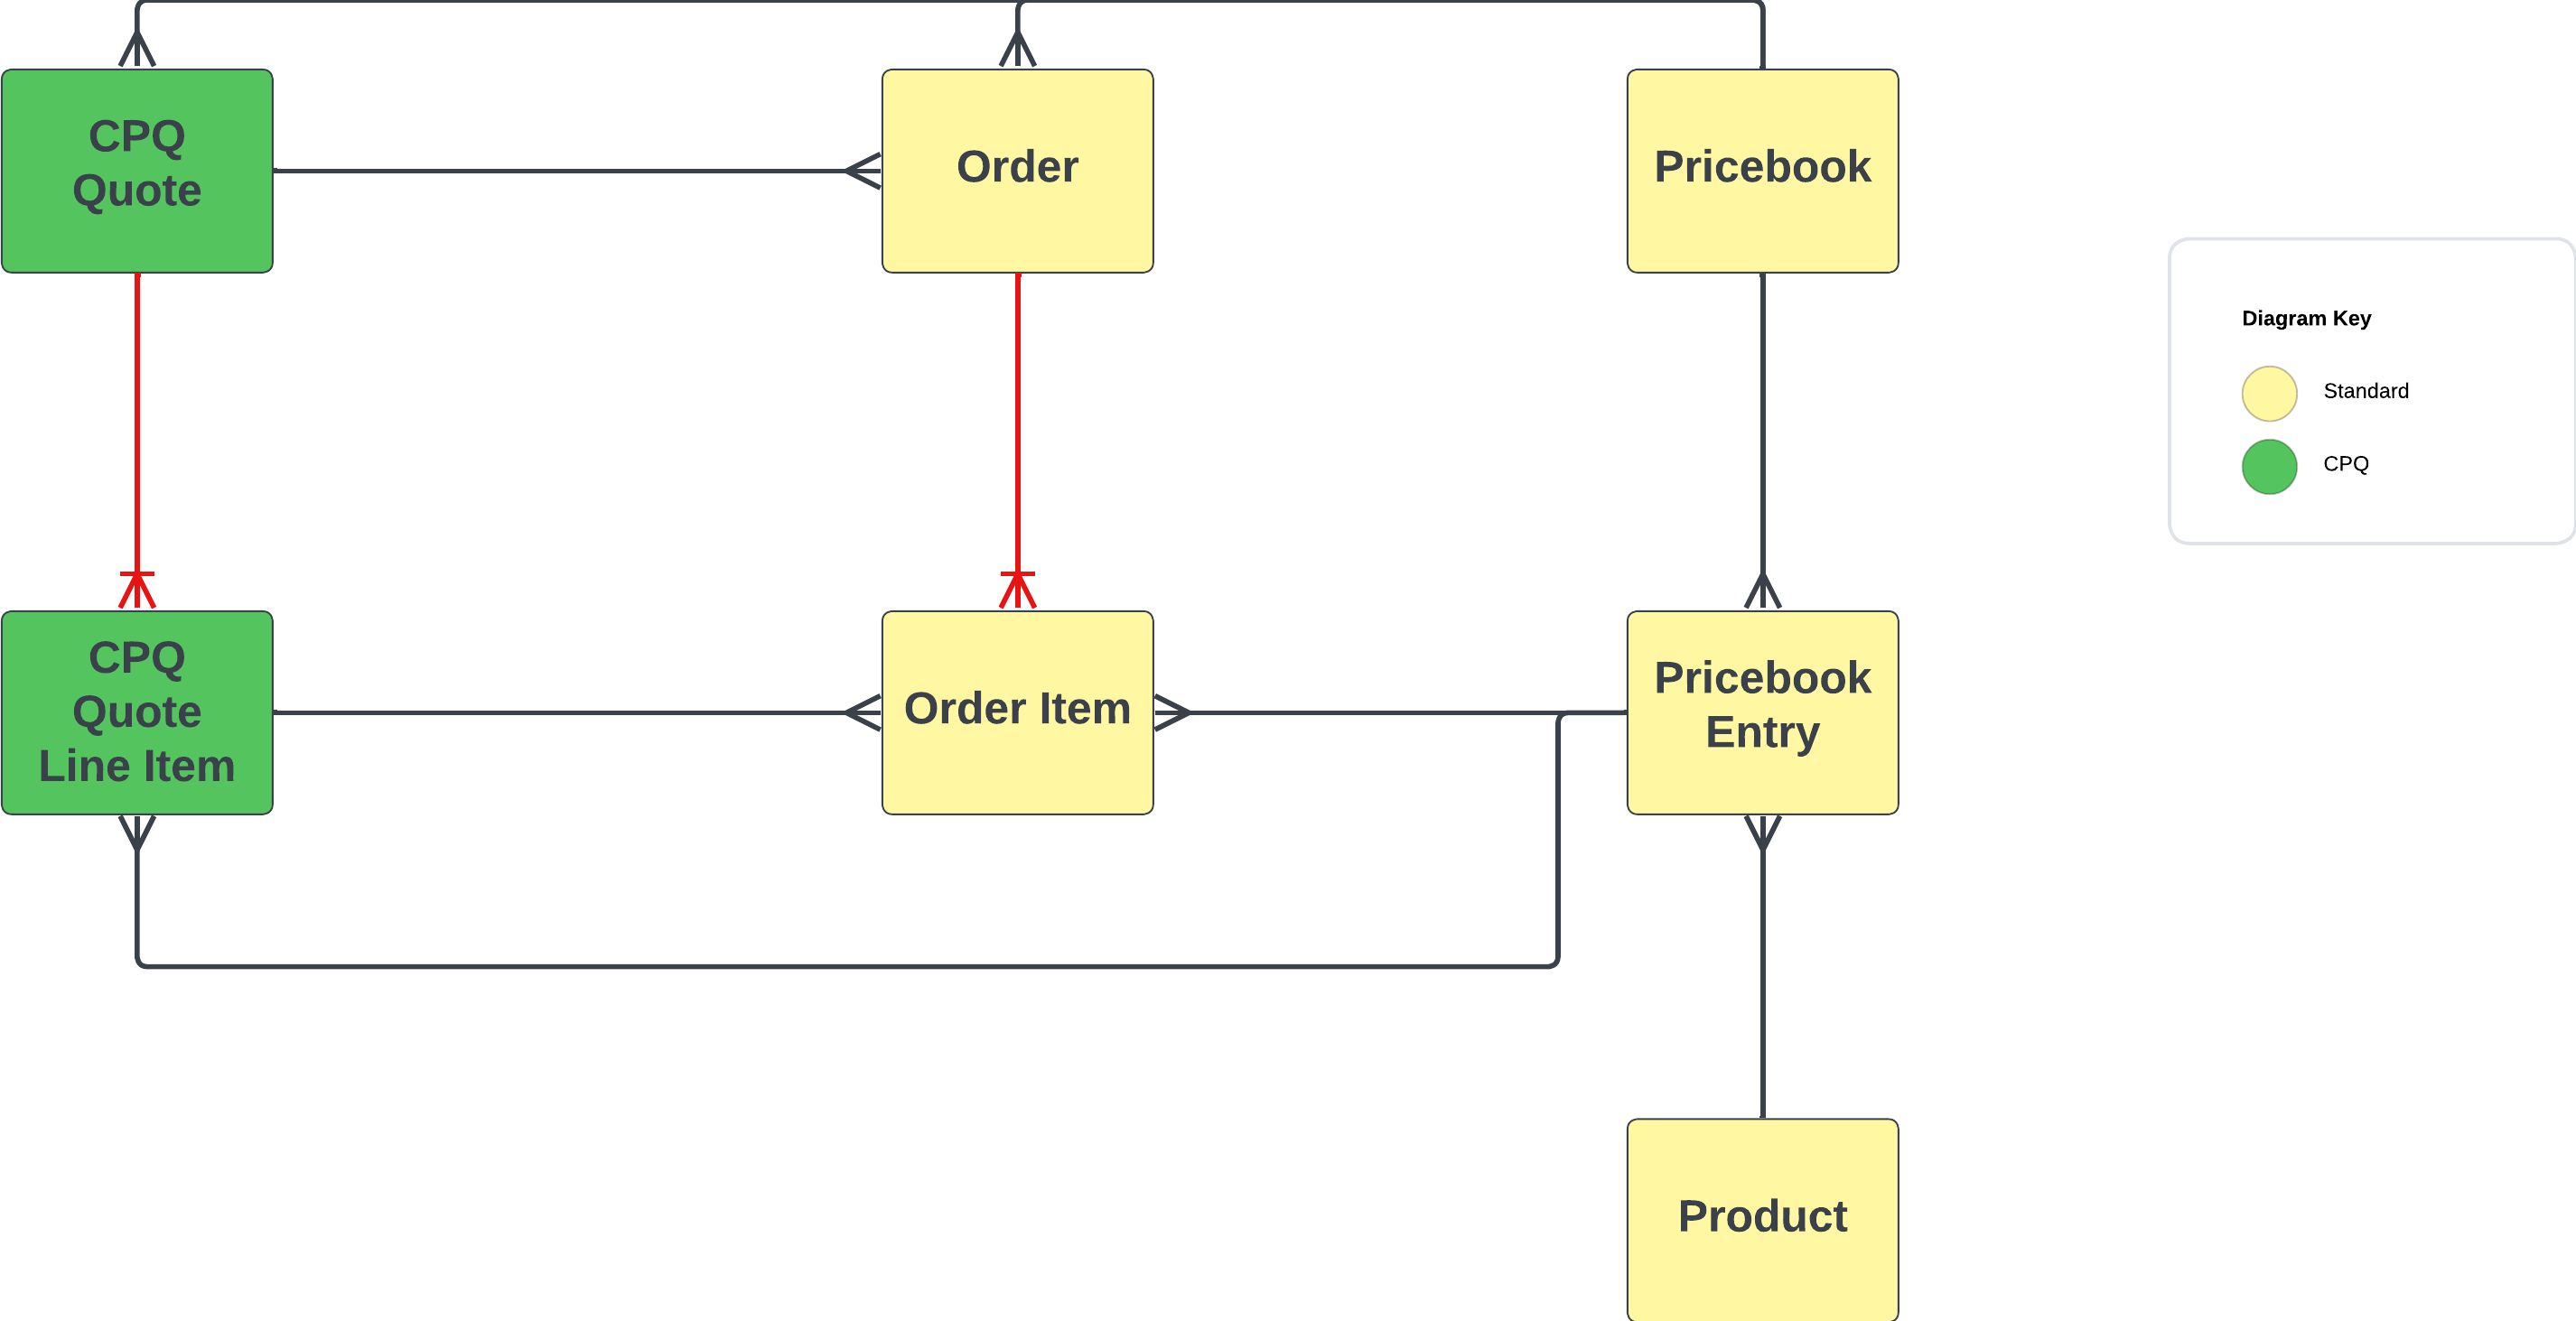 CPQ
Quote
Order
Pricebook
Diagram Key
Standard
CPQ
CPQ
Quote
Line Item
Order Item
Pricebook
Entry
Product